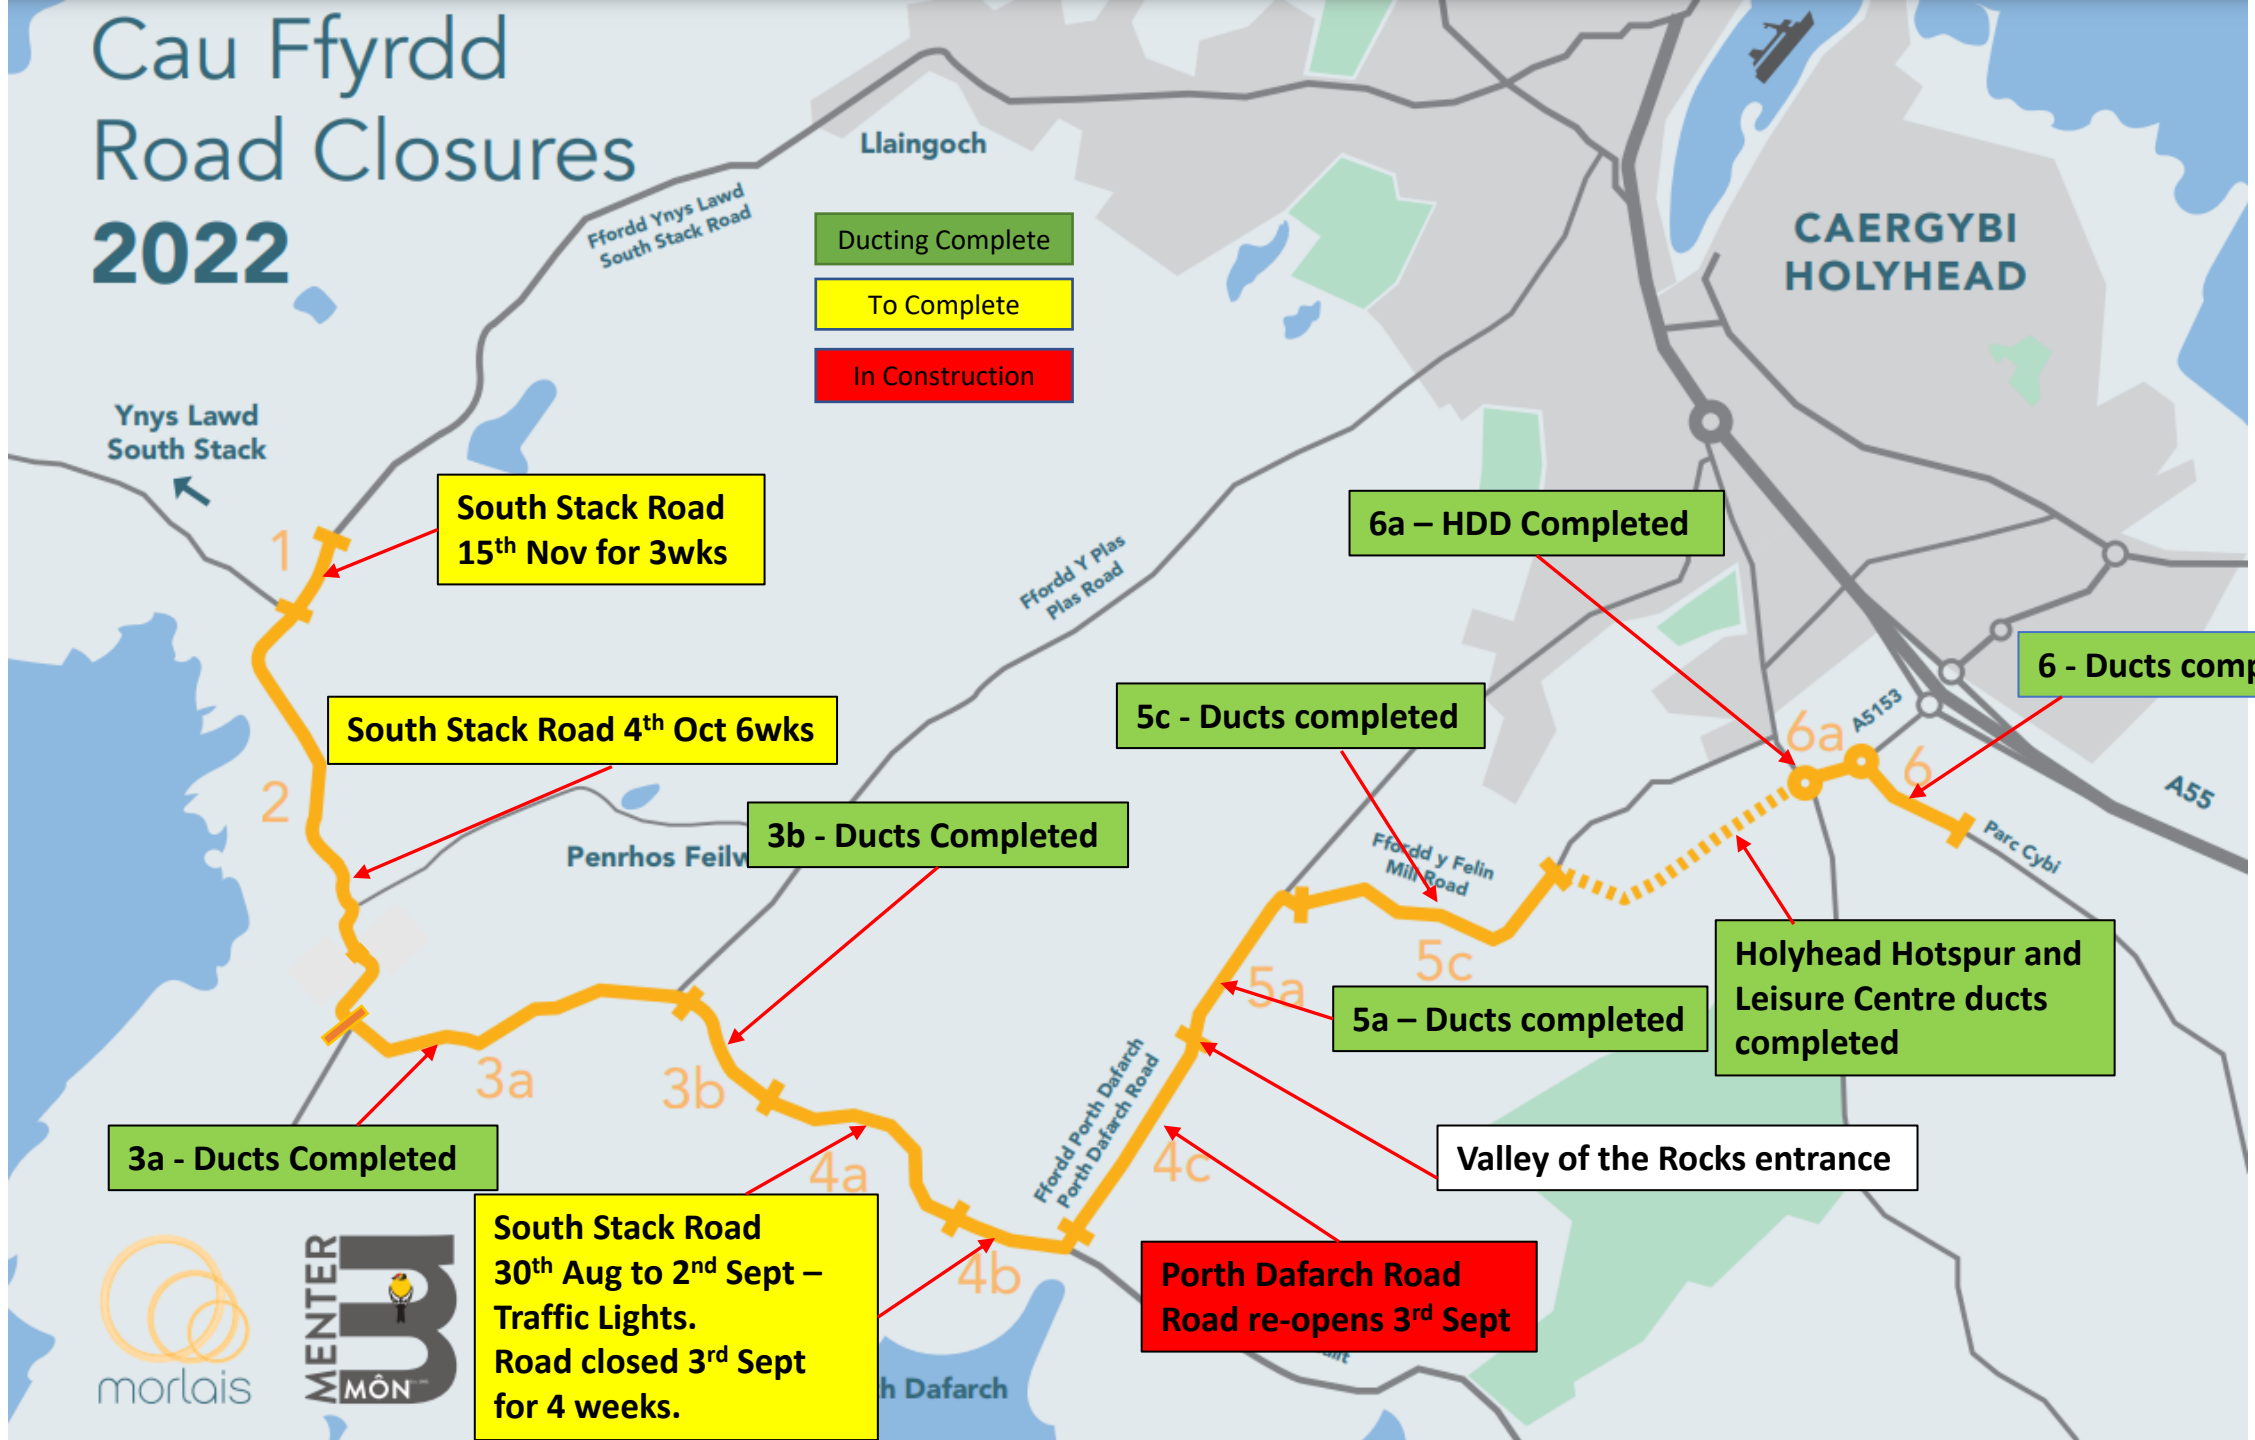 Cau Ffyrdd
Road Closures
2022
Llaingoch
Ffordd Ynys Lawd
South Stack Road
Ducting Complete
To Complete
In Construction
CAERGYBI
HOLYHEAD
Ynys Lawd
South Stack
1
South Stack Road
15th Nov for 3wks
6a – HDD Completed
Ffordd Y Plas
Plas Road
6 - Ducts
5c - Ducts completed
South Stack Road 4th Oct 6wks
A5153
6a
6
A55
2
3b - Ducts Completed
Penrhos
Ffordd y Felin
Mill Road
Parc Cybi
Holyhead Hotspur and
Leisure Centre ducts
completed
5c
5a
5a – Ducts completed
3a
3b
Ffordd Porth Dafarch
Porth Dafarch Road
3a - Ducts Completed
4a
4c
Valley of the Rocks entrance
South Stack Road
30th Aug to 2nd Sept –
Traffic Lights.
Road closed 3rd Sept
for 4 weeks.
4b
Porth Dafarch Road
Road re-opens 3rd Sept
Dafarch
morlais
MENTER
MÔN